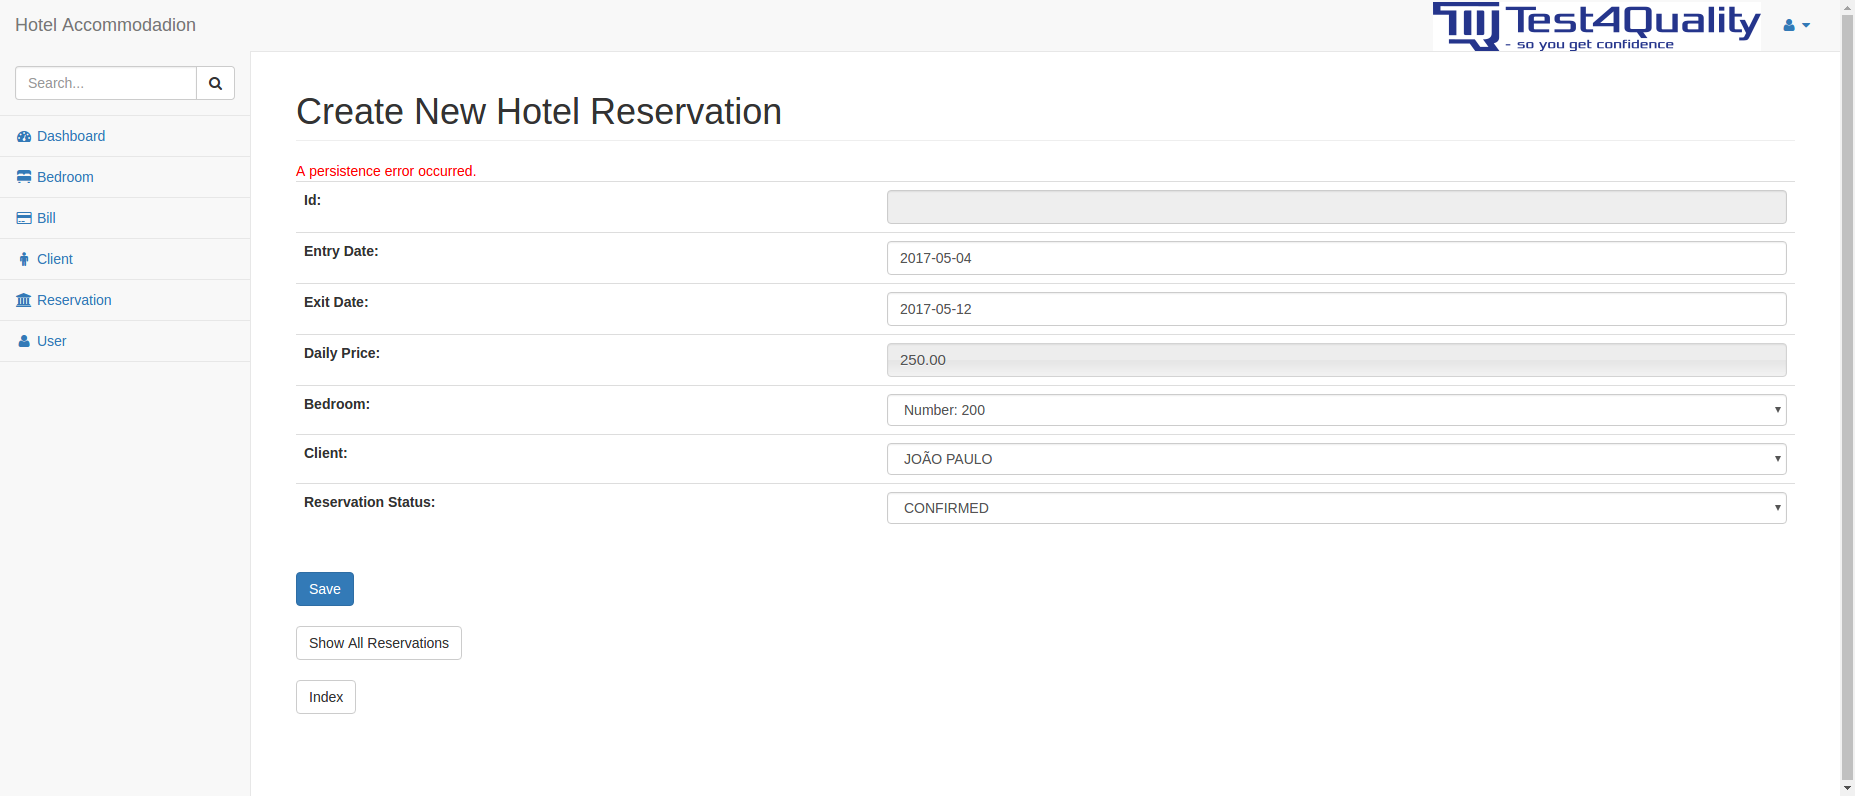 Hotel Accommodadion
Test4Quality
- so you get confidence
Search...
Dashboard
Bedroom
Bill
Client
Reservation
User
Create New Hotel Reservation
A persistence error occurred.
Id:
Entry Date: 2017-05-04
Exit Date: 2017-05-12
Daily Price: 250.00
Bedroom: Number: 200
Client: JOÃO PAULO
Reservation Status: CONFIRMED
Save
Show All Reservations
Index